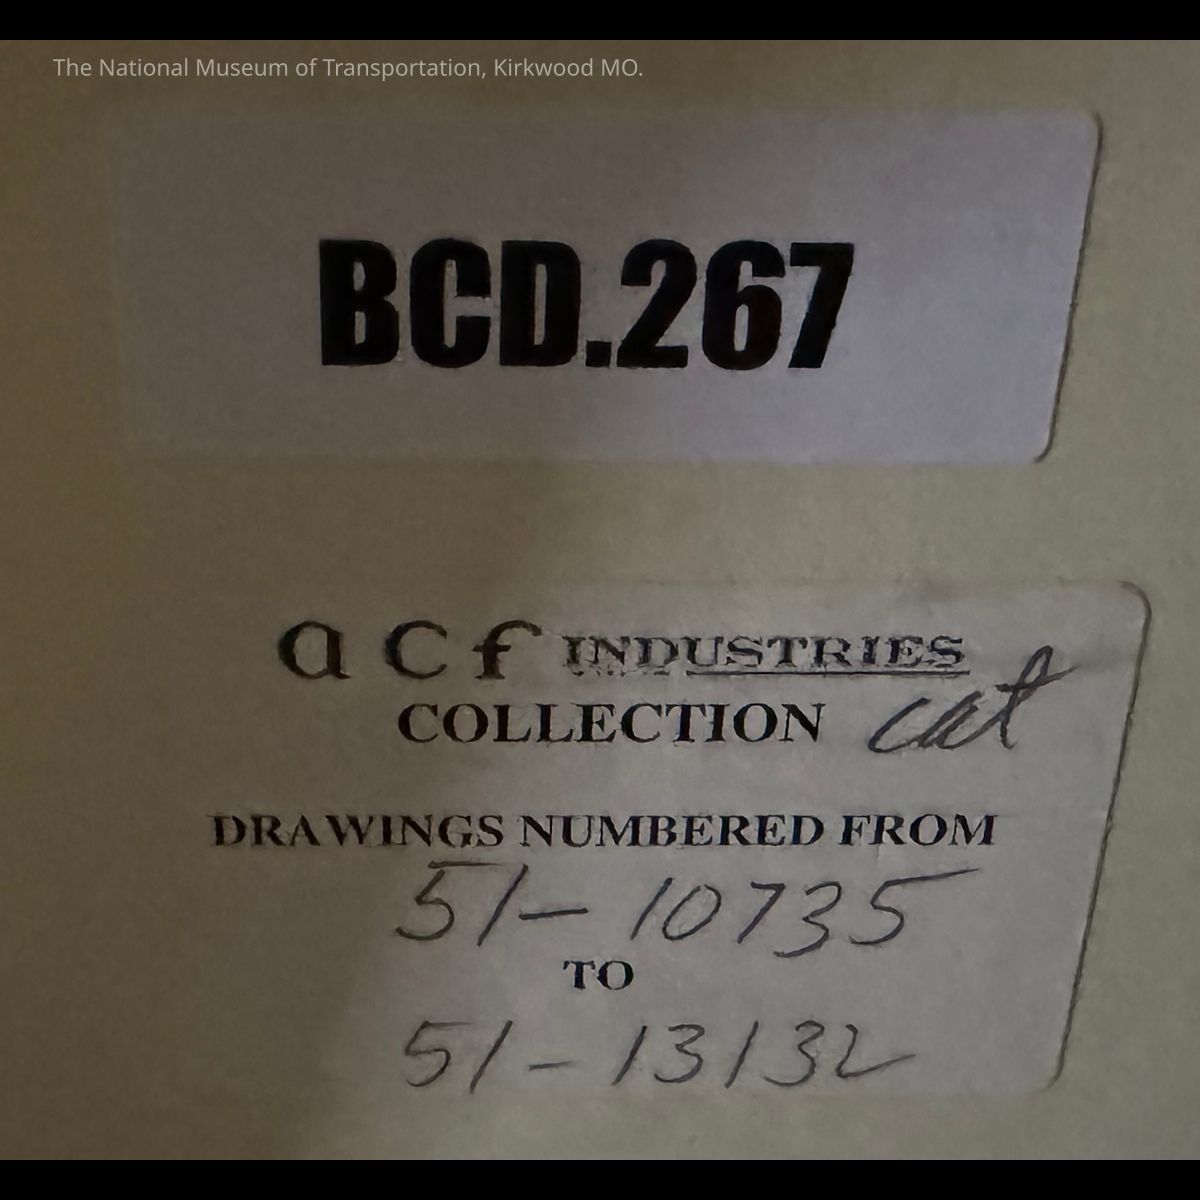 The National Museum of Transportation, Kirkwood MO.
BCD.267
a c f INDUSTRIES
COLLECTION cat
DRAWINGS NUMBERED FROM
51-10735
TO
51-13132